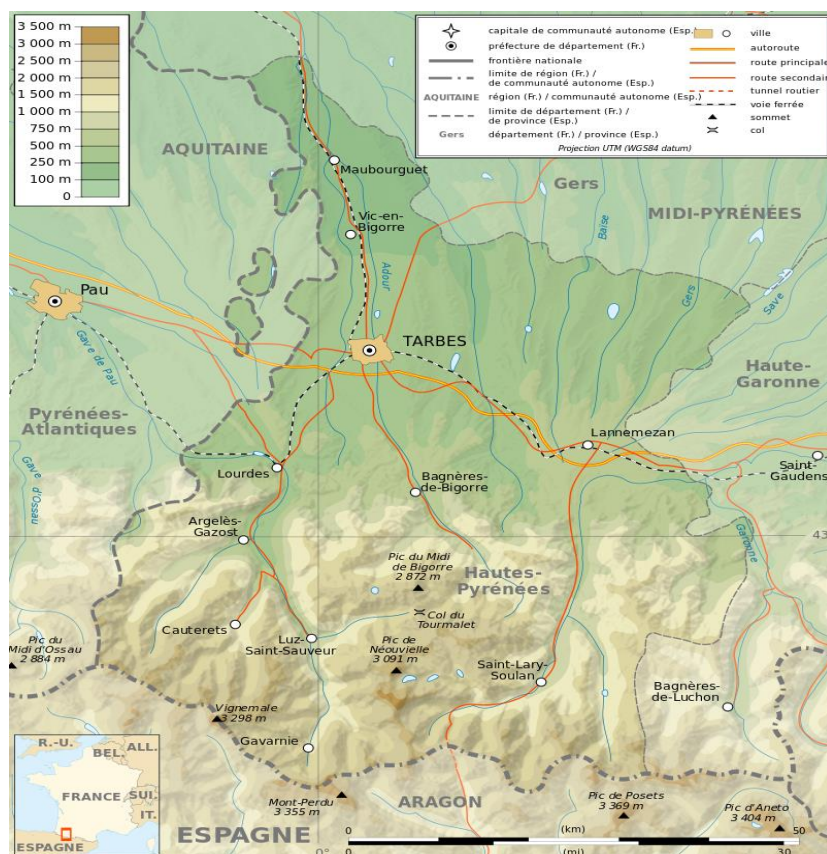 3 500 m
3 000 m
2 500 m
2 000 m
1 500 m
1 000 m
750 m
500 m
250 m
100 m
0
capitale de communauté autonome (Esp.)
préfecture de département (Fr.)
frontière nationale
limite de région (Fr.) /
de communauté autonome (Esp.)
AQUITAINE
région (Fr.) / communauté autonome (Esp.)
limite de département (Fr.) /
de province (Esp.)
Gers
département (Fr.) / province (Esp.)
ville
autoroute
route principale
route secondair
tunnel routier
voie ferrée
sommet
col
Projection UTM (WGS84 datum)
AQUITAINE
Maubourguet
Gers
MIDI-PYRÉNÉES
Vic-en-
Bigorre
Adour
Baïse
Gers
Save
Pau
TARBES
Gave de Pau
Haute-
Garonne
Pyrénées-
Atlantiques
Lannemezan
Lourdes
Bagnères-
de-Bigorre
Saint-
Gaudens
Gave d'Ossau
Argelès-
Gazost
43
Garonne
Pic du Midi
de Bigorre
2 872 m
Hautes-
Pyrénées
Col du
Tourmalet
Cauterets
Luz-
Saint-Sauveur
Pic du
Midi d'Ossau
2 884 m
Pic de
Néouvielle
3 091 m
Saint-Lary-
Soulan
Bagnères-
de-Luchon
Vignemale
3 298 m
Gavarnie
R.-U.
BEL.
ALL.
FRANCE
SUI.
IT.
ESPAGNE
Mont-Perdu
3 355 m
ARAGON
Pic de Posets
3 369 m
Pic d'Aneto
3 404 m
ESPAGNE
0
(km)
50
0°
0
(mi)
30